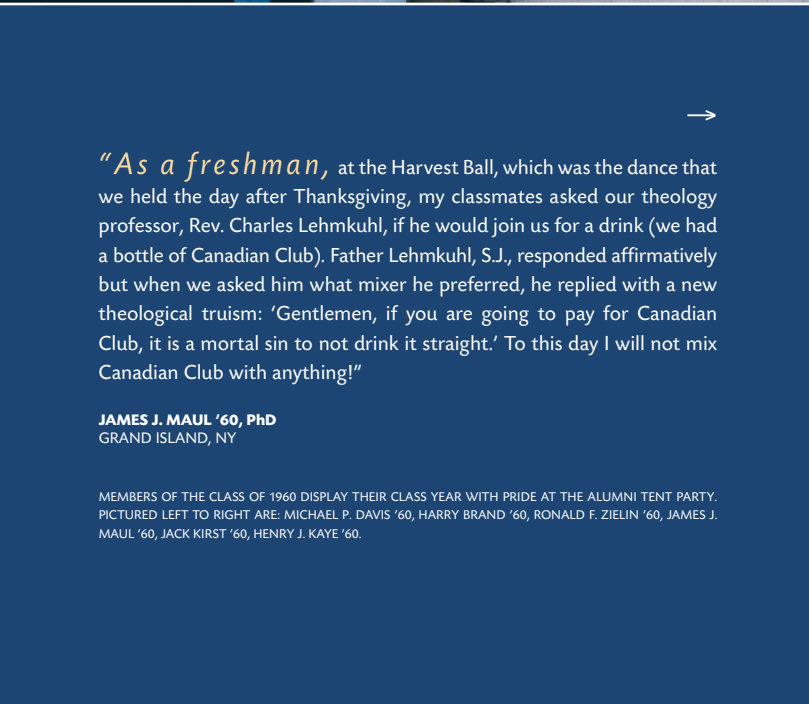 “As a freshman, at the Harvest Ball, which was the dance that
we held the day after Thanksgiving, my classmates asked our theology
professor, Rev. Charles Lehmkuhl, if he would join us for a drink (we had
a bottle of Canadian Club). Father Lehmkuhl, S.J., responded affirmatively
but when we asked him what mixer he preferred, he replied with a new
theological truism: ‘Gentlemen, if you are going to pay for Canadian
Club, it is a mortal sin to not drink it straight.’ To this day I will not mix
Canadian Club with anything!”
JAMES J. MAUL ’60, PhD
GRAND ISLAND, NY
MEMBERS OF THE CLASS OF 1960 DISPLAY THEIR CLASS YEAR WITH PRIDE AT THE ALUMNI TENT PARTY.
PICTURED LEFT TO RIGHT ARE: MICHAEL P. DAVIS ’60, HARRY BRAND ’60, RONALD F. ZIELIN ’60, JAMES J.
MAUL ’60, JACK KIRST ’60, HENRY J. KAYE ’60.